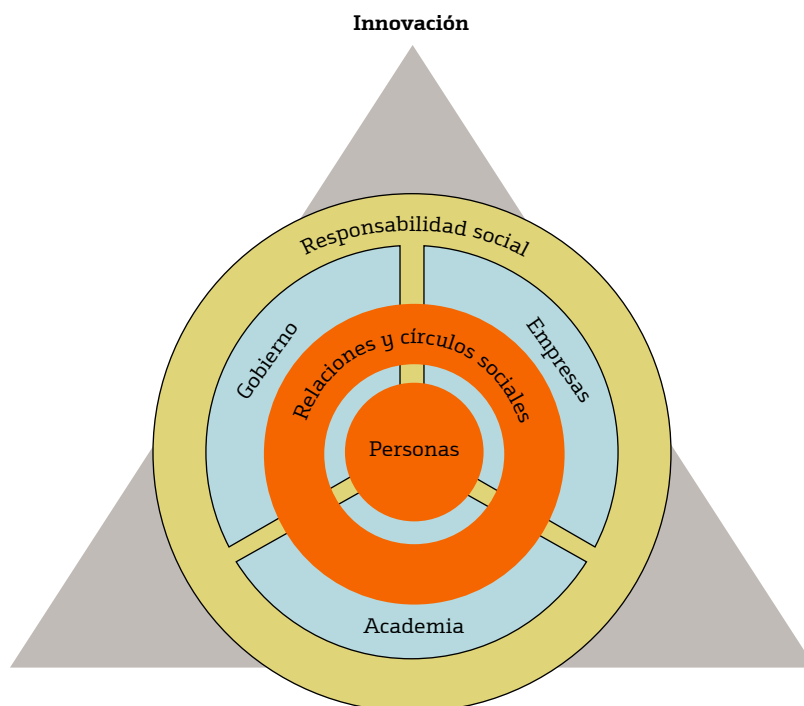 Innovación
Responsabilidad social
Gobierno
Empresas
Relaciones y círculos sociales
Personas
Academia